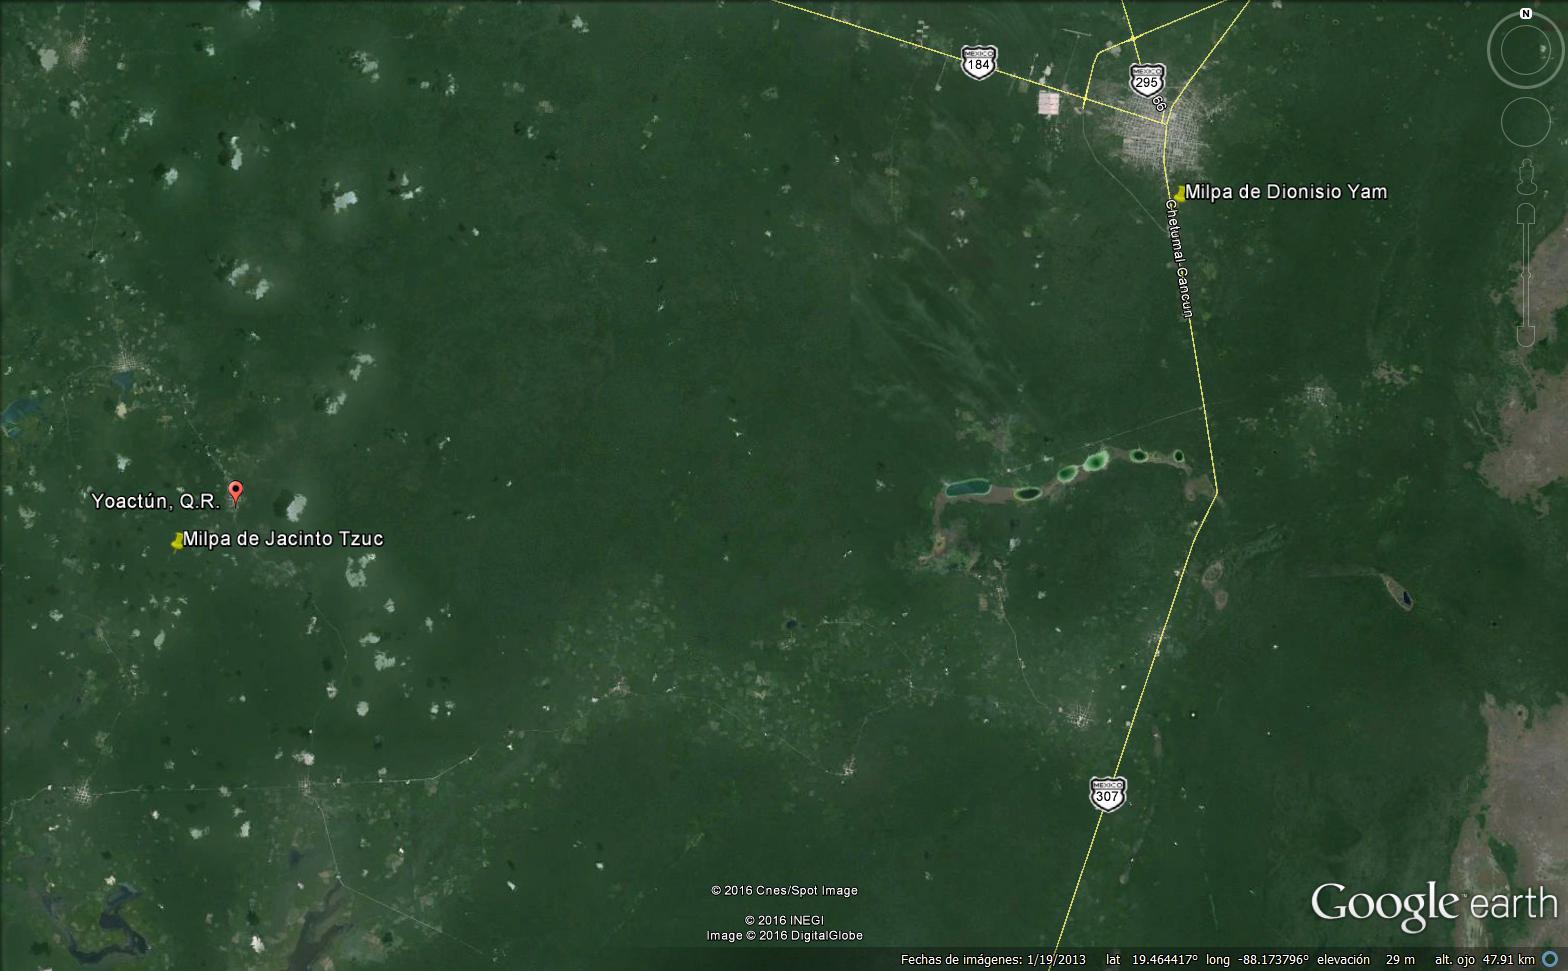 N
MEXICO
184
MEXICO
295
66
Milpa de Dionisio Yam
Chetumal-Cancun
Yoactún, Q.R.
Milpa de Jacinto Tzuc
MEXICO
307
© 2016 Cnes/Spot Image
© 2016 INEGI
Image © 2016 DigitalGlobe
Google earth
Fechas de imágenes: 1/19/2013 lat 19.464417° long -88.173796° elevación 29 m alt. ojo 47.91 km